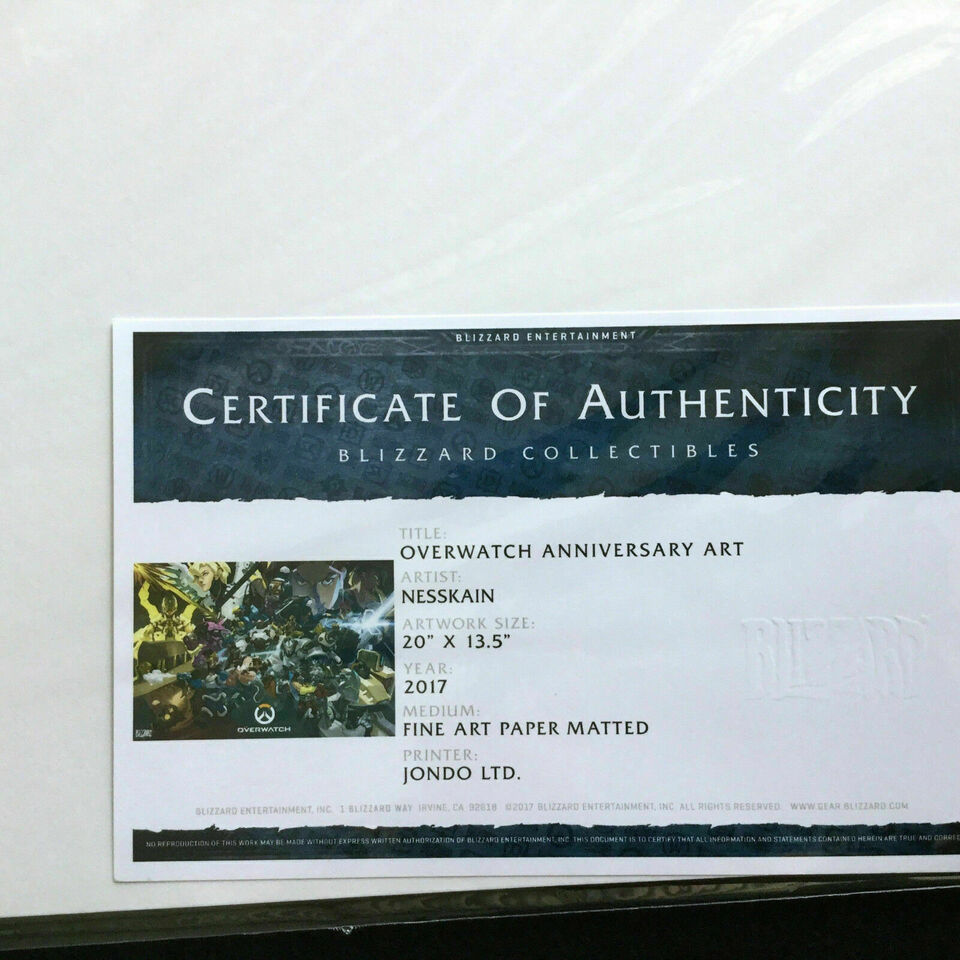 BLIZZARD ENTERTAINMENT
CERTIFICATE OF AUTHENTICITY
BLIZZARD COLLECTIBLES
TITLE:
OVERWATCH ANNIVERSARY ART
ARTIST:
NESSKAIN
ARTWORK SIZE:
20" X 13.5"
YEAR:
2017
MEDIUM:
FINE ART PAPER MATTED
PRINTER:
JONDO LTD.
BLIZZARD
OVERWATCH
BLIZZARD
BLIZZARD ENTERTAINMENT, INC. 1 BLIZZARD WAY IRVINE, CA 92618 ©2017 BLIZZARD ENTERTAINMENT, INC ALL RIGHTS RESERVED. WWW.GEAR.BLIZZARD.COM
NO REPRODUCTION OF THIS WORK MAY BE MADE WITHOUT EXPRESS WRITTEN AUTHORIZATION OF BLIZZARD ENTERTAINMENT, INC. THIS DOCUMENT IS TO CERTIFY THAT ALL INFORMATION AND STATEMENTS CONTAINED HEREIN ARE TRUE AND CORREC